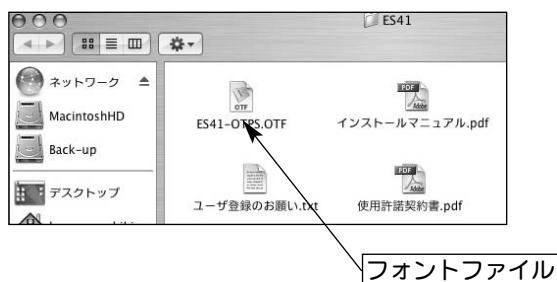 ES41
ネットワーク
MacintoshHD
Back-up
デスクトップ
OTF
ES41-OTPS.OTF
PDF
Adobe
インストールマニュアル.pdf
ユーザ登録のお願い.txt
PDF
Adobe
使用許諾契約書.pdf
フォントファイル